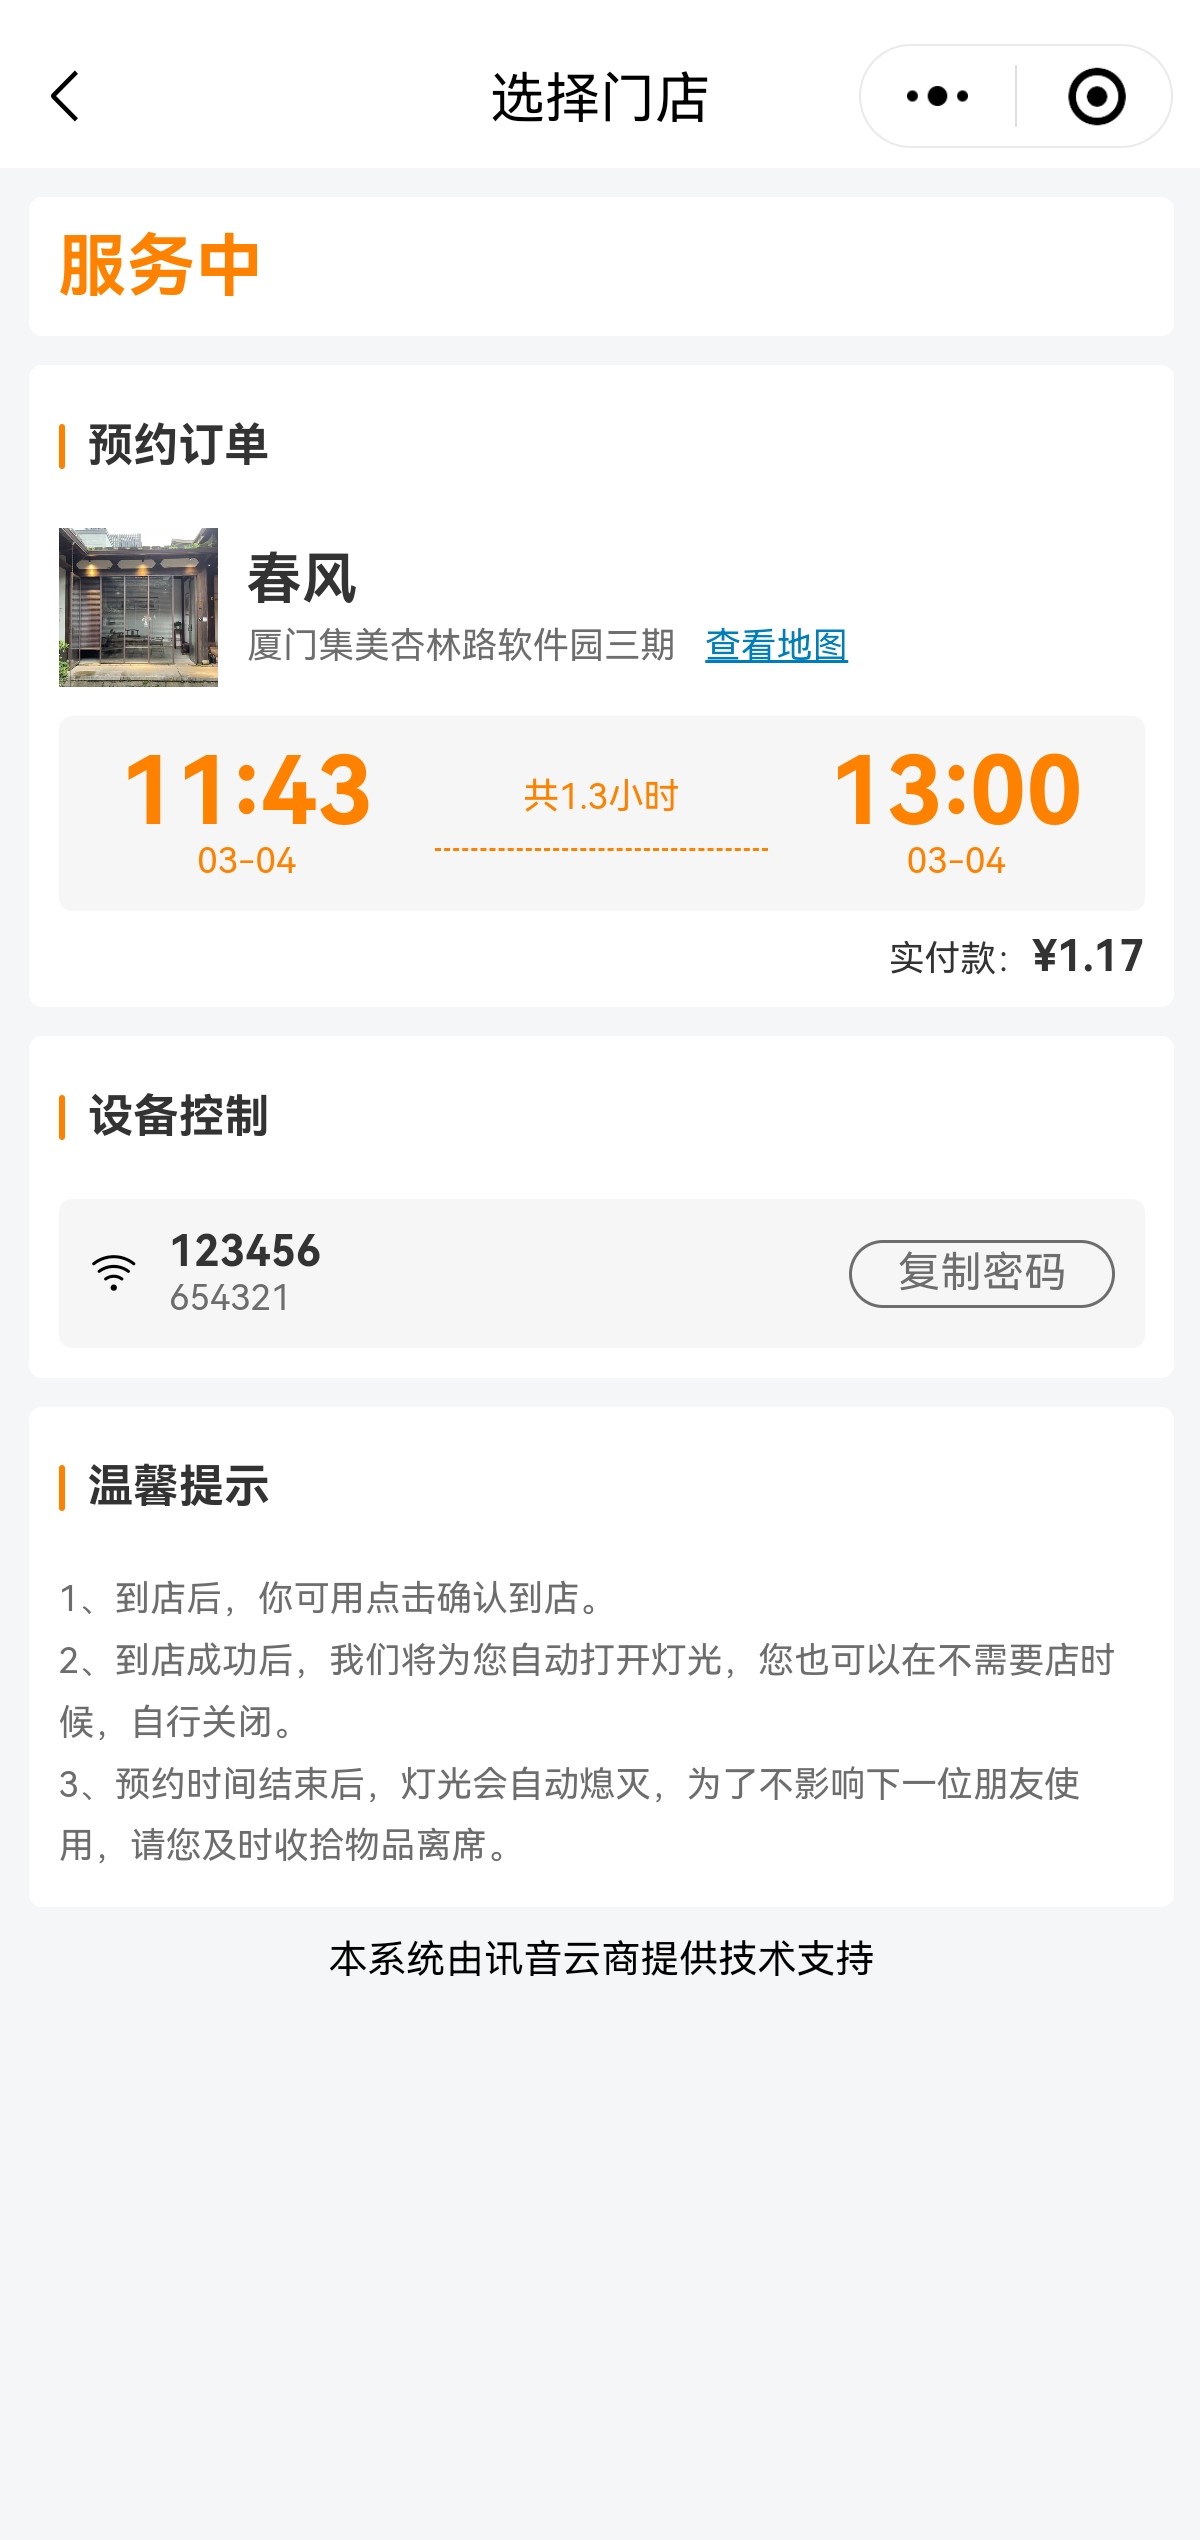 选择门店
服务中
预约订单
春风
厦门集美杏林路软件园三期 查看地图
11:43 共1.3小时 13:00
03-04 03-04
实付款：¥1.17
设备控制
123456
654321
复制密码
温馨提示
1、到店后，你可用点击确认到店。
2、到店成功后，我们将为您自动打开灯光，您也可以在不需要店时
候，自行关闭。
3、预约时间结束后，灯光会自动熄灭，为了不影响下一位朋友使
用，请您及时收拾物品离席。
本系统由讯音云商提供技术支持